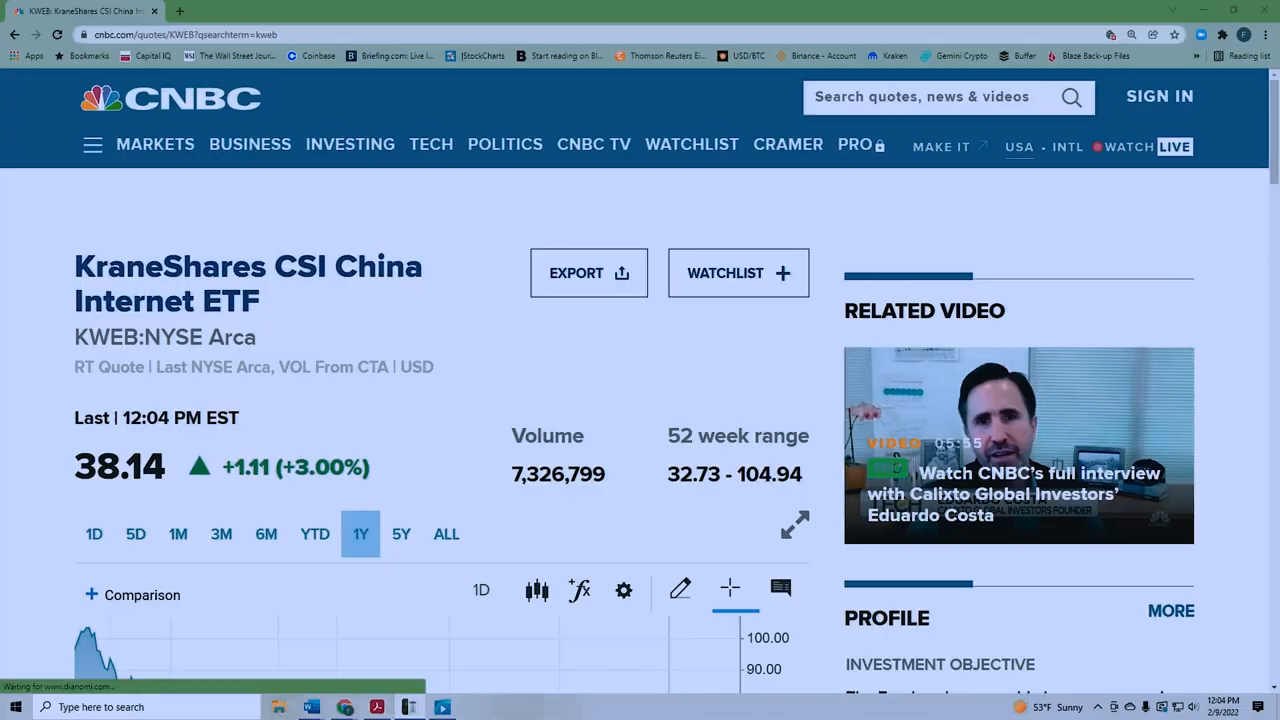 KWEB: KraneShares CSI China Int
cnbc.com/quotes/KWEB?qsearchterm=kweb
Apps Bookmarks Capital IQ The Wall Street Jour... Coinbase Briefing.com: Live I... StockCharts Start reading on Bl... Thomson Reuters Ei... USD/BTC Binance - Account Kraken Gemini Crypto Buffer Blaze Back-up Files » Reading list
CNBC
Search quotes, news & videos
SIGN IN
MARKETS BUSINESS INVESTING TECH POLITICS CNBC TV WATCHLIST CRAMER PRO
MAKE IT USA • INTL WATCH LIVE
KraneShares CSI China
Internet ETF
KWEB:NYSE Arca
RT Quote | Last NYSE Arca, VOL From CTA | USD
EXPORT
WATCHLIST +
Last | 12:04 PM EST
38.14 +1.11 (+3.00%)
Volume
7,326,799
52 week range
32.73 - 104.94
1D 5D 1M 3M 6M YTD 1Y 5Y ALL
+ Comparison
1D
100.00
90.00
RELATED VIDEO
VIDEO 05:55
Watch CNBC's full interview
with Calixto Global Investors'
Eduardo Costa
PROFILE
MORE
INVESTMENT OBJECTIVE
Waiting for www.dianomi.com...
Type here to search
53°F Sunny
12:04 PM
2/9/2022